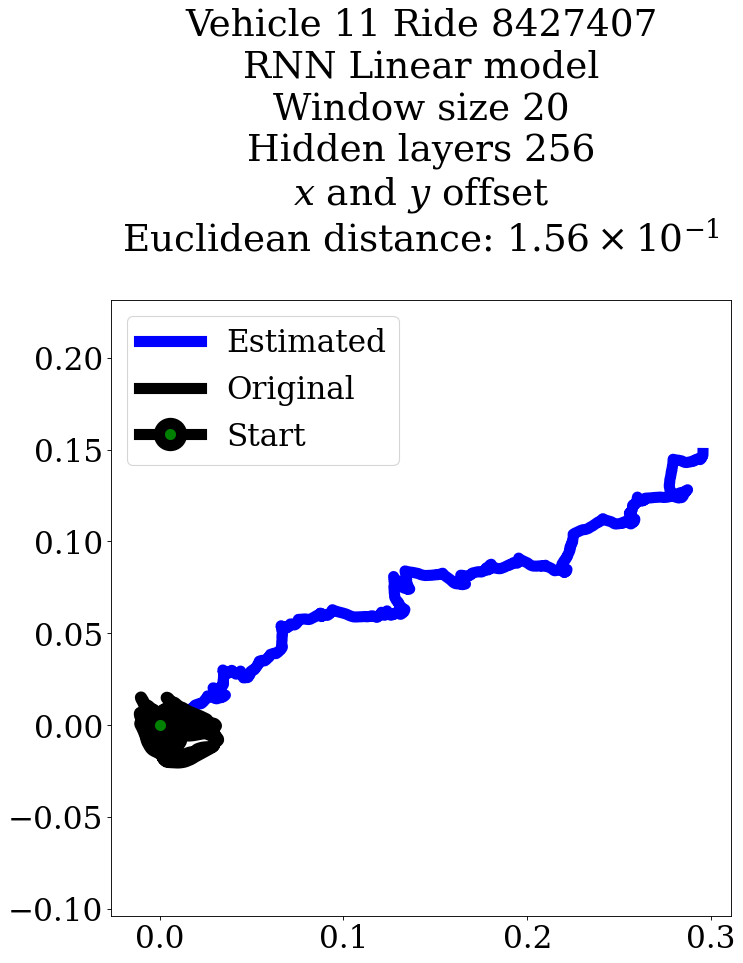 Vehicle 11 Ride 8427407
RNN Linear model
Window size 20
Hidden layers 256
x and y offset
Euclidean distance: 1.56 × 10⁻¹
Estimated
Original
Start
0.20
0.15
0.10
0.05
0.00
−0.05
−0.10
0.0 0.1 0.2 0.3